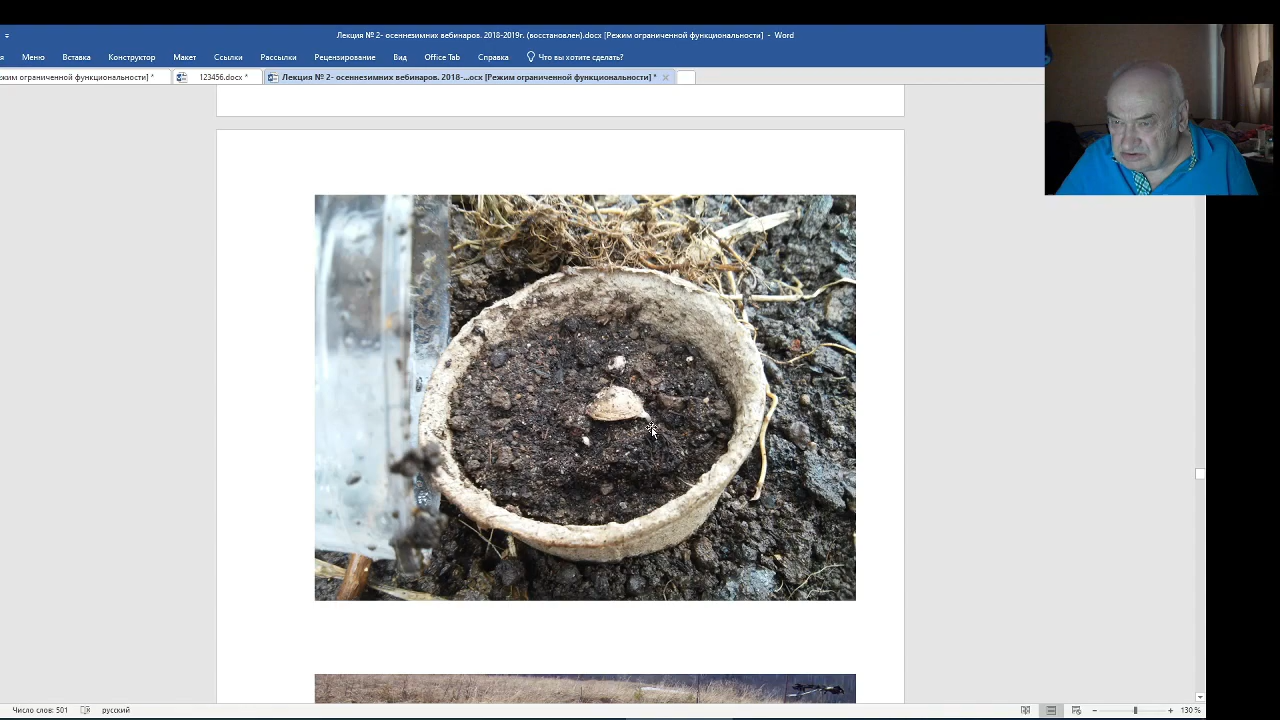 Лекция № 2- осеннезимних вебинаров. 2018-2019г. (восстановлен).docx [Режим ограниченной функциональности] - Word
Меню Вставка Конструктор Макет Ссылки Рассылки Рецензирование Вид Office Tab Справка Что вы хотите сделать?
ограниченной функциональности] * 123456.docx * Лекция № 2- осеннезимних вебинаров. 2018-...ocx [Режим ограниченной функциональности] *
Число слов: 501 русский 130 %